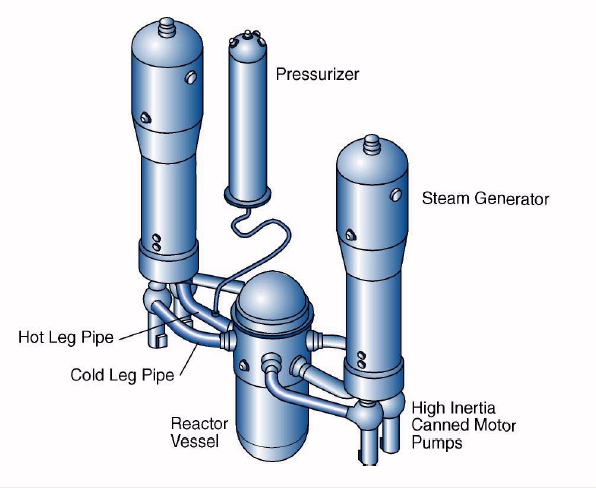 Pressurizer
Steam Generator
Hot Leg Pipe
Cold Leg Pipe
Reactor
Vessel
High Inertia
Canned Motor
Pumps